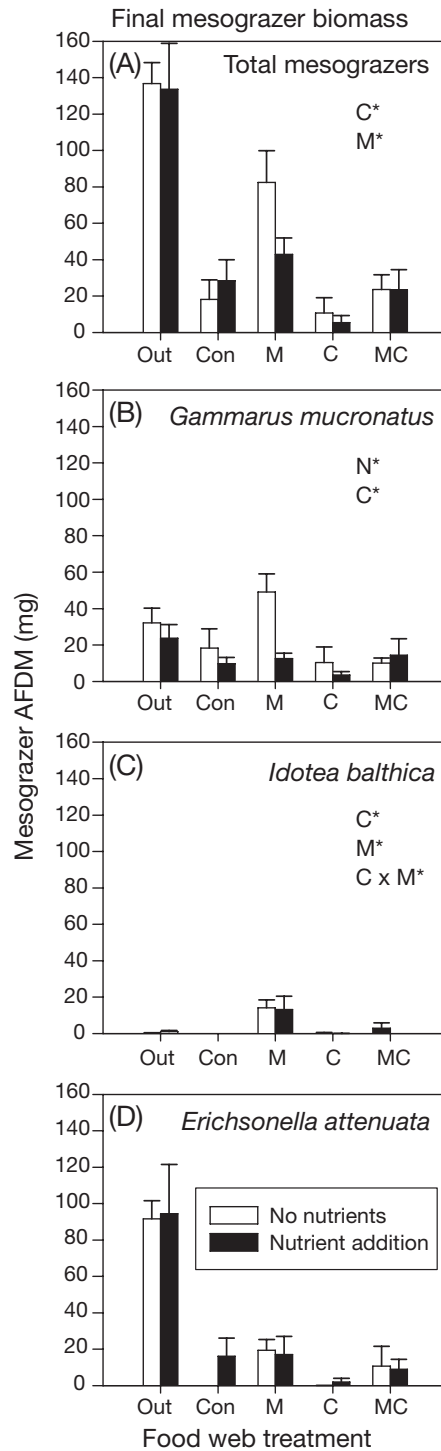 Final mesograzer biomass
(A) Total mesograzers
C*
M*
160
140
120
100
80
60
40
20
0
Out Con M C MC
(B) Gammarus mucronatus
N*
C*
160
140
120
100
80
60
40
20
0
Out Con M C MC
Mesograzer AFDM (mg)
(C) Idotea balthica
C*
M*
C x M*
160
140
120
100
80
60
40
20
0
Out Con M C MC
(D) Erichsonella attenuata
No nutrients
Nutrient addition
160
140
120
100
80
60
40
20
0
Out Con M C MC
Food web treatment